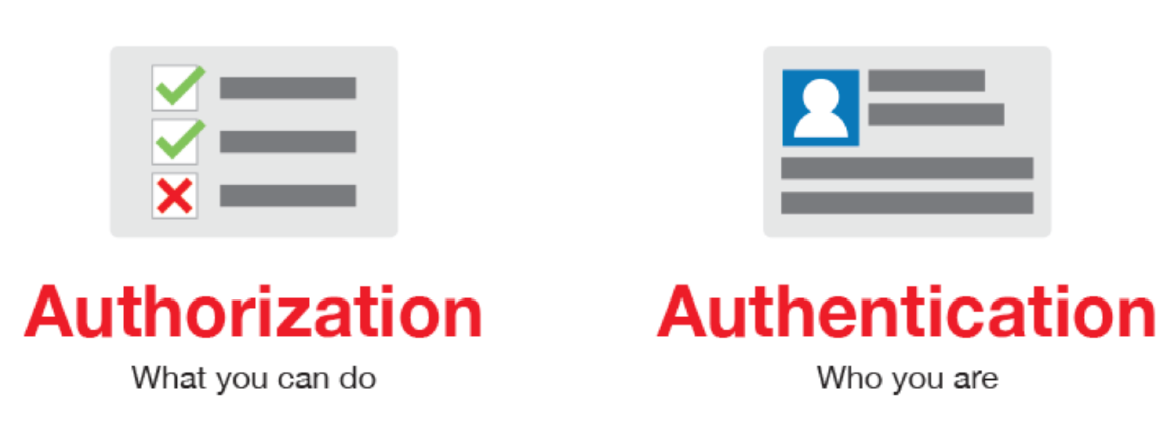 Authorization
What you can do
Authentication
Who you are